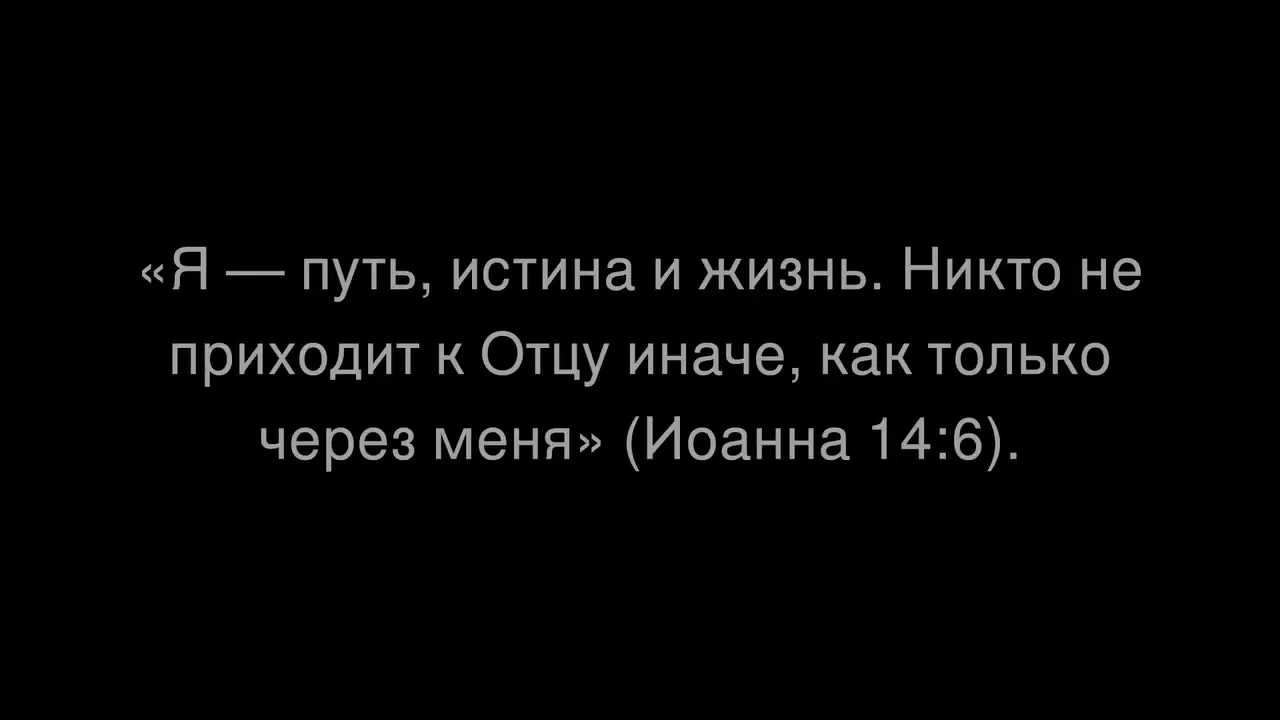 «Я — путь, истина и жизнь. Никто не
приходит к Отцу иначе, как только
через меня» (Иоанна 14:6).